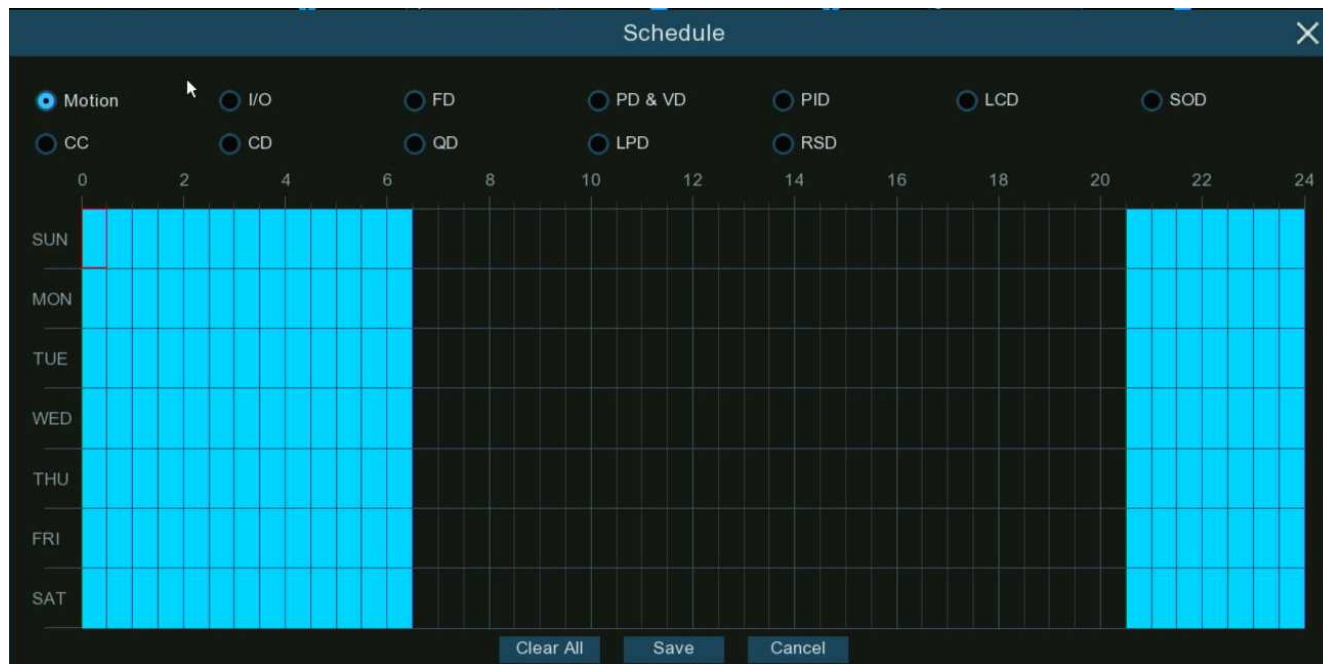 Schedule
Motion I/O FD PD & VD PID LCD SOD
CC CD QD LPD RSD
0 2 4 6 8 10 12 14 16 18 20 22 24
SUN
MON
TUE
WED
THU
FRI
SAT
Clear All Save Cancel